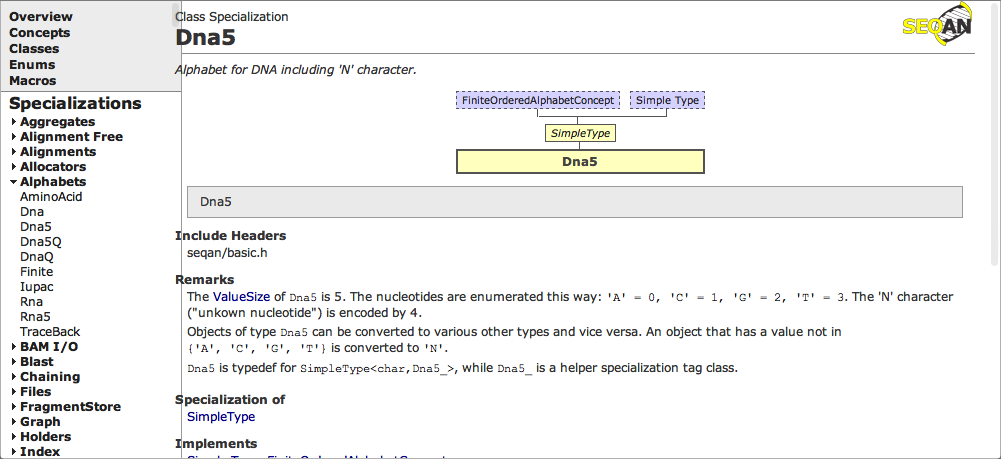 Overview
Concepts
Classes
Enums
Macros
Specializations
Aggregates
Alignment Free
Alignments
Allocators
Alphabets
AminoAcid
Dna
Dna5
Dna5Q
DnaQ
Finite
Iupac
Rna
Rna5
TraceBack
BAM I/O
Blast
Chaining
Files
FragmentStore
Graph
Holders
Index
Class Specialization
Dna5
SEQAN
Alphabet for DNA including 'N' character.
FiniteOrderedAlphabetConcept
Simple Type
SimpleType
Dna5
Dna5
Include Headers
seqan/basic.h
Remarks
The ValueSize of Dna5 is 5. The nucleotides are enumerated this way: 'A' = 0, 'C' = 1, 'G' = 2, 'T' = 3. The 'N' character
("unkown nucleotide") is encoded by 4.
Objects of type Dna5 can be converted to various other types and vice versa. An object that has a value not in
{'A', 'C', 'G', 'T'} is converted to 'N'.
Dna5 is typedef for SimpleType<char,Dna5_>, while Dna5_ is a helper specialization tag class.
Specialization of
SimpleType
Implements